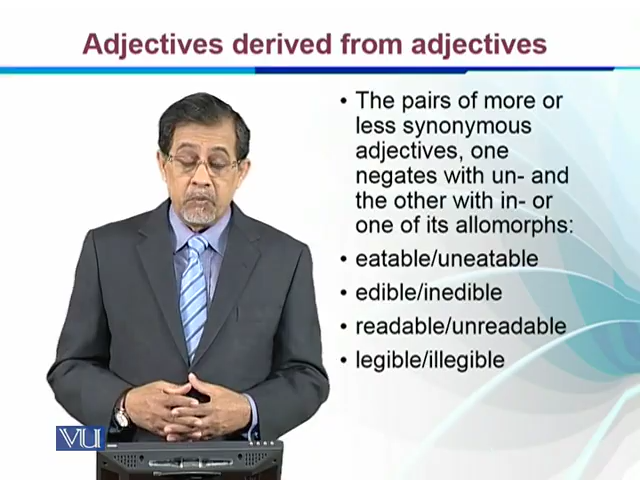 Adjectives derived from adjectives
• The pairs of more or
less synonymous
adjectives, one
negates with un- and
the other with in- or
one of its allomorphs:
• eatable/uneatable
• edible/inedible
• readable/unreadable
• legible/illegible
VU